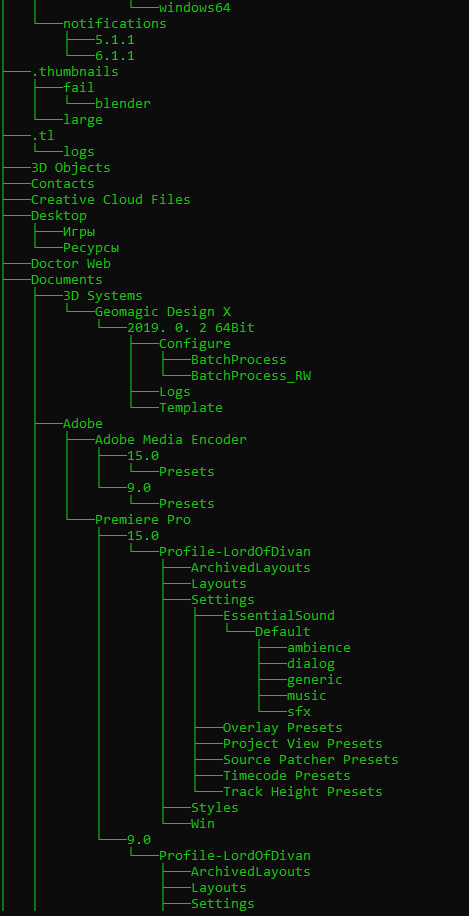 windows64
notifications
5.1.1
6.1.1
.thumbnails
fail
blender
large
.tl
logs
3D Objects
Contacts
Creative Cloud Files
Desktop
Игры
Ресурсы
Doctor Web
Documents
3D Systems
Geomagic Design X
2019. 0. 2 64Bit
Configure
BatchProcess
BatchProcess_RW
Logs
Template
Adobe
Adobe Media Encoder
15.0
Presets
9.0
Presets
Premiere Pro
15.0
Profile-LordOfDivan
ArchivedLayouts
Layouts
Settings
EssentialSound
Default
ambience
dialog
generic
music
sfx
Overlay Presets
Project View Presets
Source Patcher Presets
Timecode Presets
Track Height Presets
Styles
Win
9.0
Profile-LordOfDivan
ArchivedLayouts
Layouts
Settings